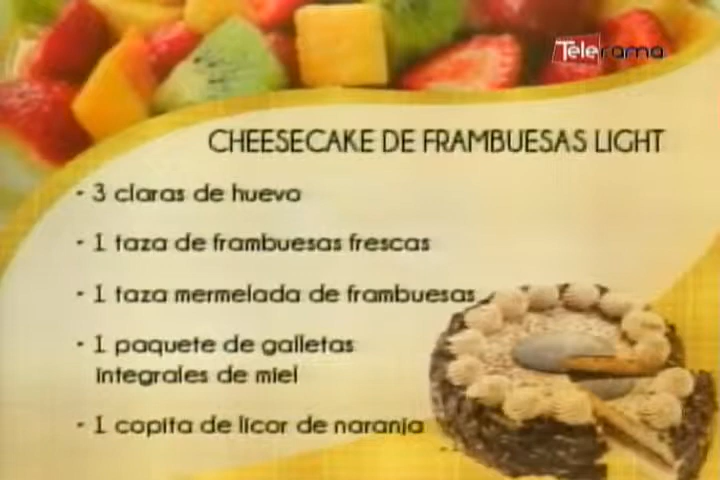 Telerama
CHEESECAKE DE FRAMBUESAS LIGHT
- 3 claras de huevo
- 1 taza de frambuesas frescas
- 1 taza mermelada de frambuesas
- 1 paquete de galletas
integrales de miel
- 1 copita de licor de naranja